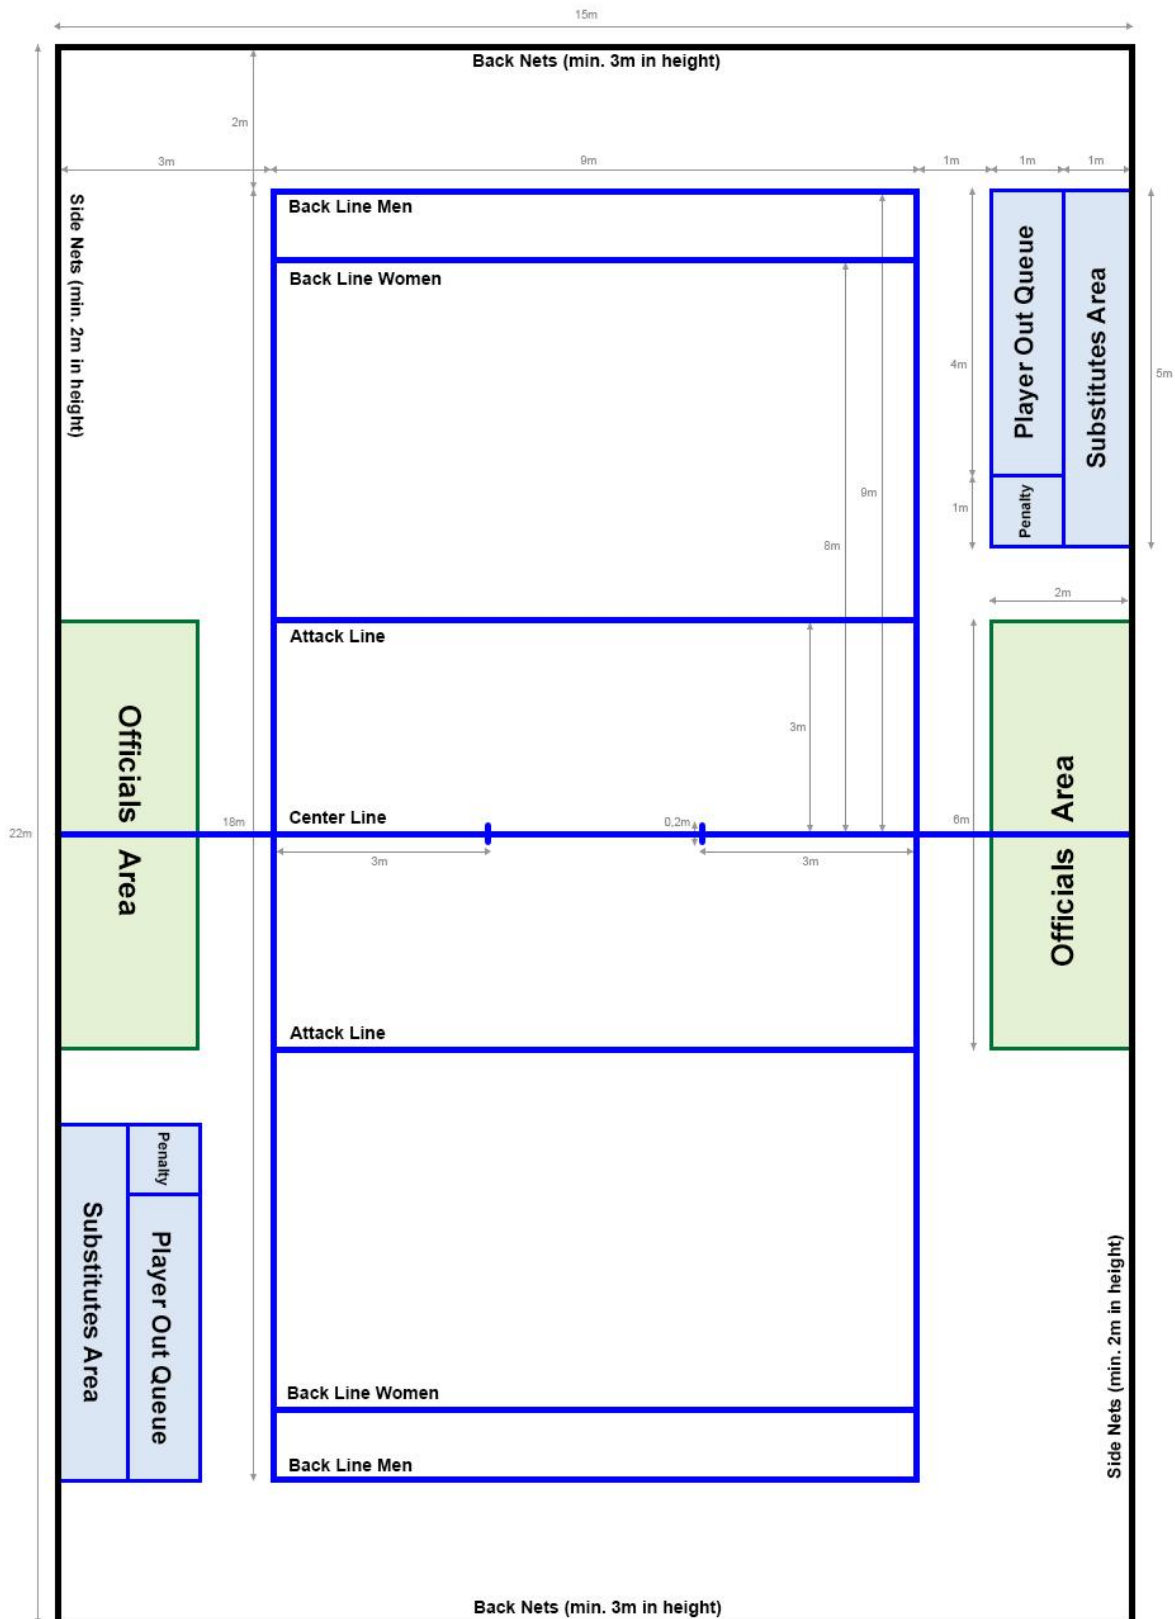 15m
Back Nets (min. 3m in height)
2m
3m
9m
1m
1m
1m
Side Nets (min. 2m in height)
Back Line Men
Back Line Women
Player Out Queue
Substitutes Area
4m
5m
9m
1m
Penalty
8m
2m
Attack Line
Officials Area
3m
Officials Area
Center Line
18m
0,2m
6m
22m
3m
3m
Attack Line
Penalty
Substitutes Area
Player Out Queue
Side Nets (min. 2m in height)
Back Line Women
Back Line Men
Back Nets (min. 3m in height)